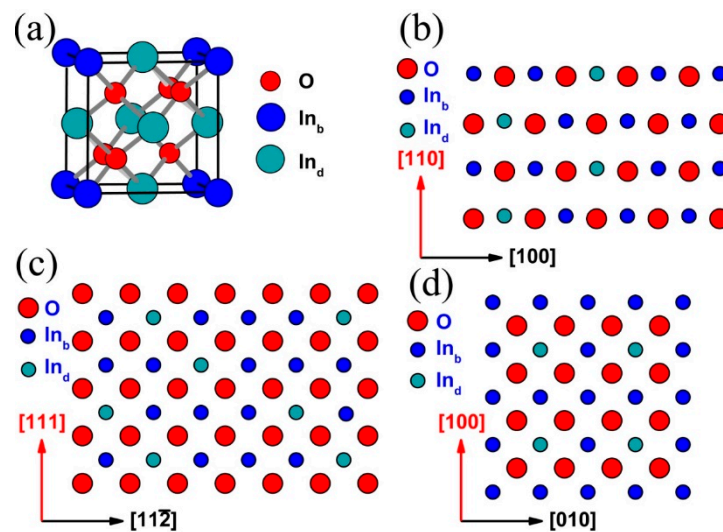 (a)
O
In_b
In_d
(b)
O
In_b
In_d
[110]
[100]
(c)
O
In_b
In_d
[111]
[112̄]
(d)
O
In_b
In_d
[100]
[010]